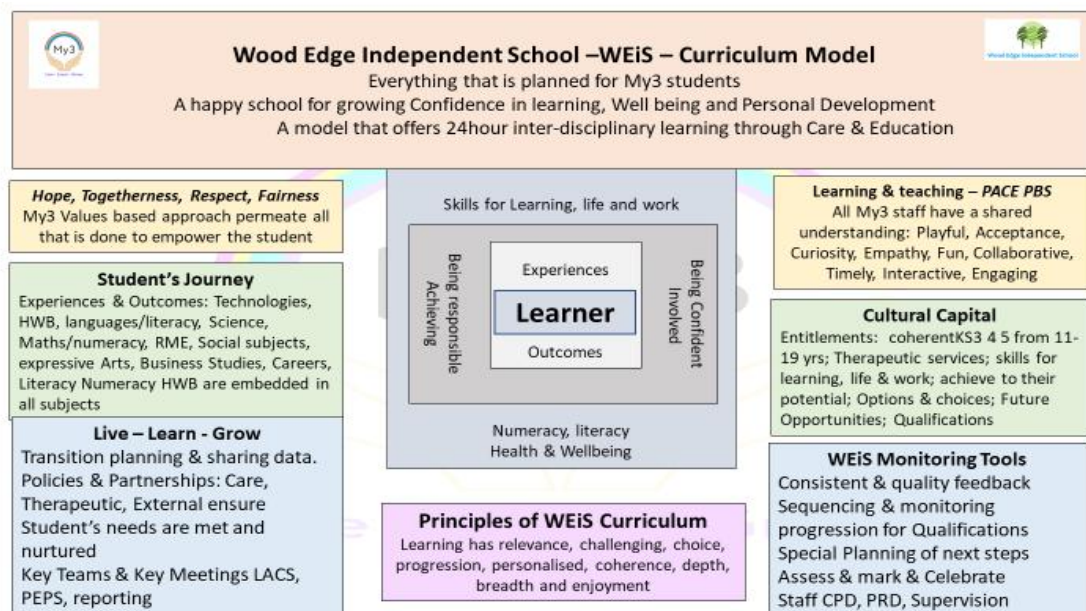 My3
Wood Edge Independent School
Wood Edge Independent School –WEiS – Curriculum Model
Everything that is planned for My3 students
A happy school for growing Confidence in learning, Well being and Personal Development
A model that offers 24hour inter-disciplinary learning through Care & Education
Hope, Togetherness, Respect, Fairness
My3 Values based approach permeate all
that is done to empower the student
Student's Journey
Experiences & Outcomes: Technologies,
HWB, languages/literacy, Science,
Maths/numeracy, RME, Social subjects,
expressive Arts, Business Studies, Careers,
Literacy Numeracy HWB are embedded in
all subjects
Live – Learn - Grow
Transition planning & sharing data.
Policies & Partnerships: Care,
Therapeutic, External ensure
Student's needs are met and
nurtured
Key Teams & Key Meetings LACS,
PEPS, reporting
Skills for Learning, life and work
Being responsible
Achieving
Experiences
Learner
Outcomes
Being Confident
Involved
Numeracy, literacy
Health & Wellbeing
Principles of WEiS Curriculum
Learning has relevance, challenging, choice,
progression, personalised, coherence, depth,
breadth and enjoyment
Learning & teaching – PACE PBS
All My3 staff have a shared
understanding: Playful, Acceptance,
Curiosity, Empathy, Fun, Collaborative,
Timely, Interactive, Engaging
Cultural Capital
Entitlements: coherentKS3 4 5 from 11-
19 yrs; Therapeutic services; skills for
learning, life & work; achieve to their
potential; Options & choices; Future
Opportunities; Qualifications
WEiS Monitoring Tools
Consistent & quality feedback
Sequencing & monitoring
progression for Qualifications
Special Planning of next steps
Assess & mark & Celebrate
Staff CPD, PRD, Supervision